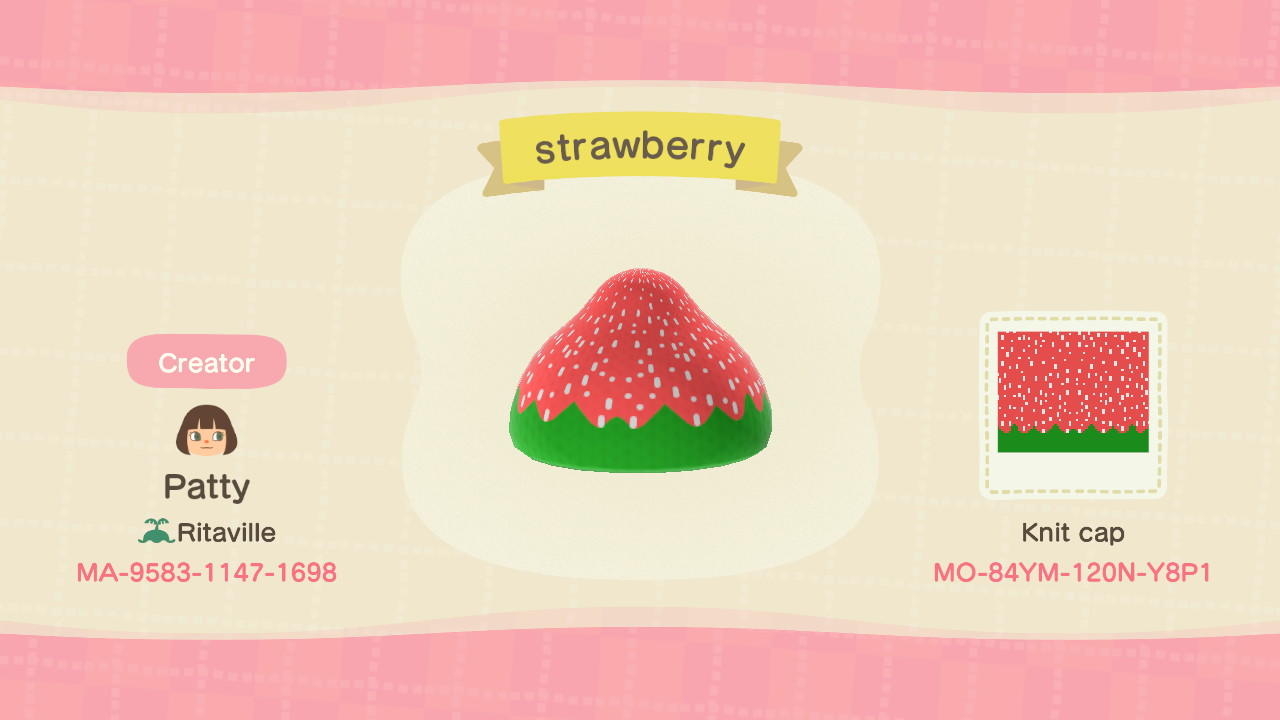 strawberry
Creator
Patty
Ritaville
MA-9583-1147-1698
Knit cap
MO-84YM-120N-Y8P1